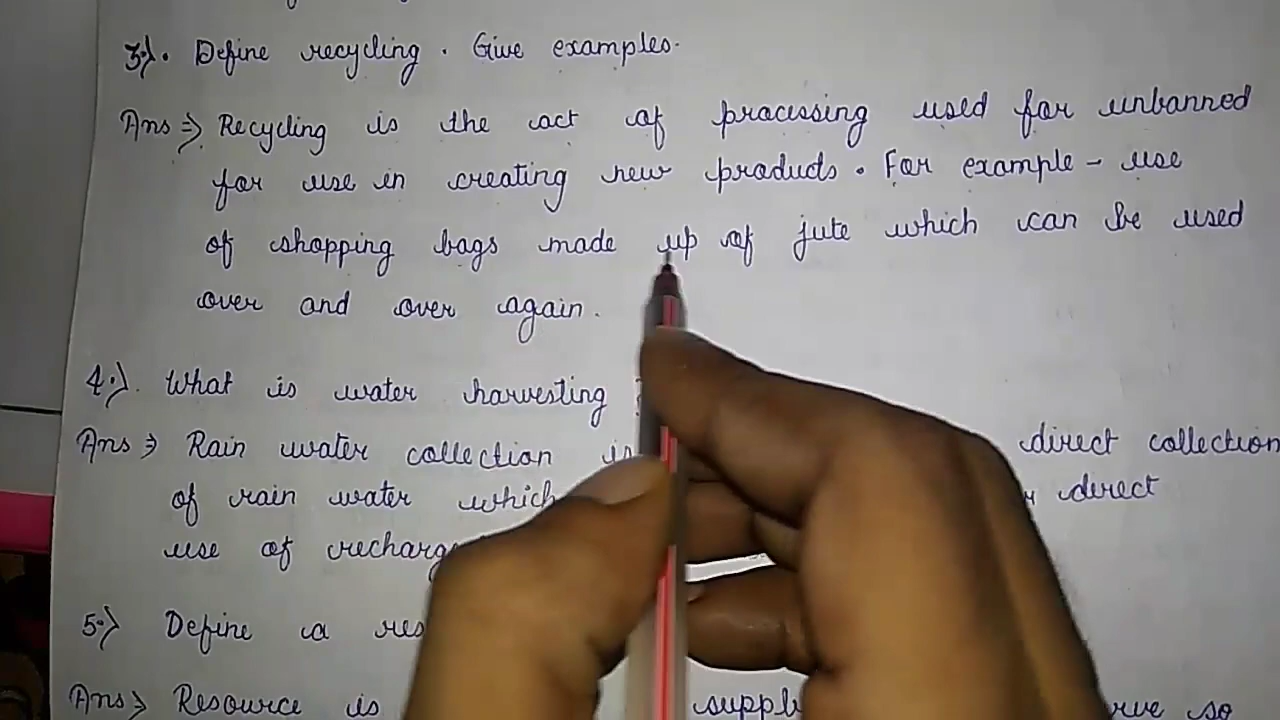 3.) . Define recycling . Give examples.
Ans ⇒ Recycling is the act of processing used for unbanned
for use in creating new products . For example - use
of shopping bags made up of jute which can be used
over and over again .
4.) . What is water harvesting ?
Ans ⇒ Rain water collection is direct collection
of rain water which direct
use of
5.) Define a
Ans ⇒ Resource is so